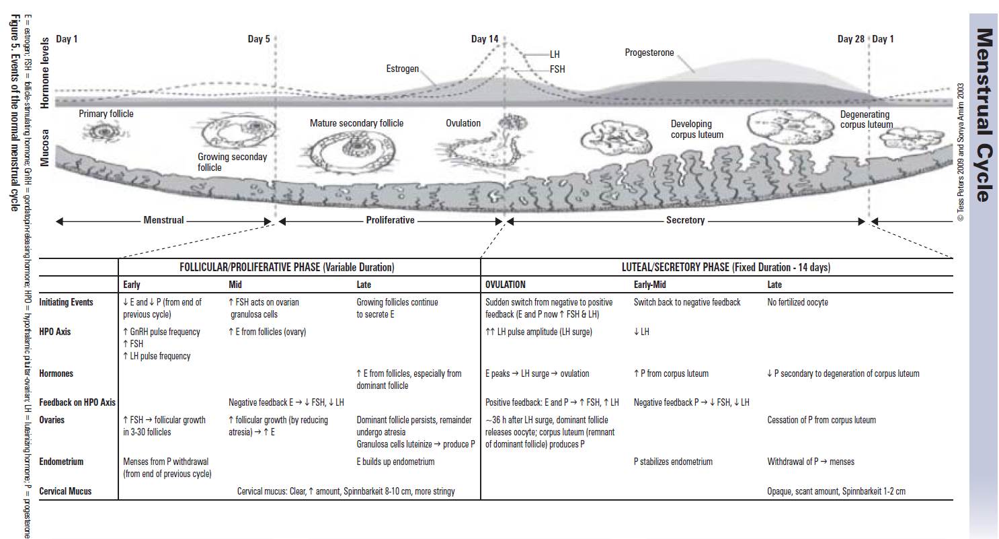 Menstrual Cycle
© Tess Peters 2009 and Sonya Amin 2003
Hormone levels
Day 1
Day 5
Day 14
Day 28
Day 1
Estrogen
LH
FSH
Progesterone
Mucosa
Primary follicle
Growing seconday
follicle
Mature secondary follicle
Ovulation
Developing
corpus luteum
Degenerating
corpus luteum
Menstrual
Proliferative
Secretory
FOLLICULAR/PROLIFERATIVE PHASE (Variable Duration)
LUTEAL/SECRETORY PHASE (Fixed Duration - 14 days)
Early
Mid
Late
OVULATION
Early-Mid
Late
Initiating Events
↓ E and ↓ P (from end of
previous cycle)
↑ FSH acts on ovarian
granulosa cells
Growing follicles continue
to secrete E
Sudden switch from negative to positive
feedback (E and P now ↑ FSH & LH)
Switch back to negative feedback
No fertilized oocyte
HPO Axis
↑ GnRH pulse frequency
↑ FSH
↑ LH pulse frequency
↑ E from follicles (ovary)
↑↑ LH pulse amplitude (LH surge)
↓ LH
Hormones
↑ E from follicles, especially from
dominant follicle
E peaks → LH surge → ovulation
↑ P from corpus luteum
↓ P secondary to degeneration of corpus luteum
Feedback on HPO Axis
Negative feedback E → ↓ FSH, ↓ LH
Positive feedback: E and P → ↑ FSH, ↑ LH
Negative feedback P → ↓ FSH, ↓ LH
Ovaries
↑ FSH → follicular growth
in 3-30 follicles
↑ follicular growth (by reducing
atresia) → ↑ E
Dominant follicle persists, remainder
undergo atresia
Granulosa cells luteinize → produce P
~36 h after LH surge, dominant follicle
releases oocyte; corpus luteum (remnant
of dominant follicle) produces P
Cessation of P from corpus luteum
Endometrium
Menses from P withdrawal
(from end of previous cycle)
E builds up endometrium
P stabilizes endometrium
Withdrawal of P → menses
Cervical Mucus
Cervical mucus: Clear, ↑ amount, Spinnbarkeit 8-10 cm, more stringy
Opaque, scant amount, Spinnbarkeit 1-2 cm
E = estrogen; FSH = follicle-stimulating hormone; GnRH = gondatopin-releasing hormone; HPO = hypothalamic pituitar-ovarian; LH = luteinizing hormone; P = progesterone
Figure 5. Events of the normal menstrual cycle